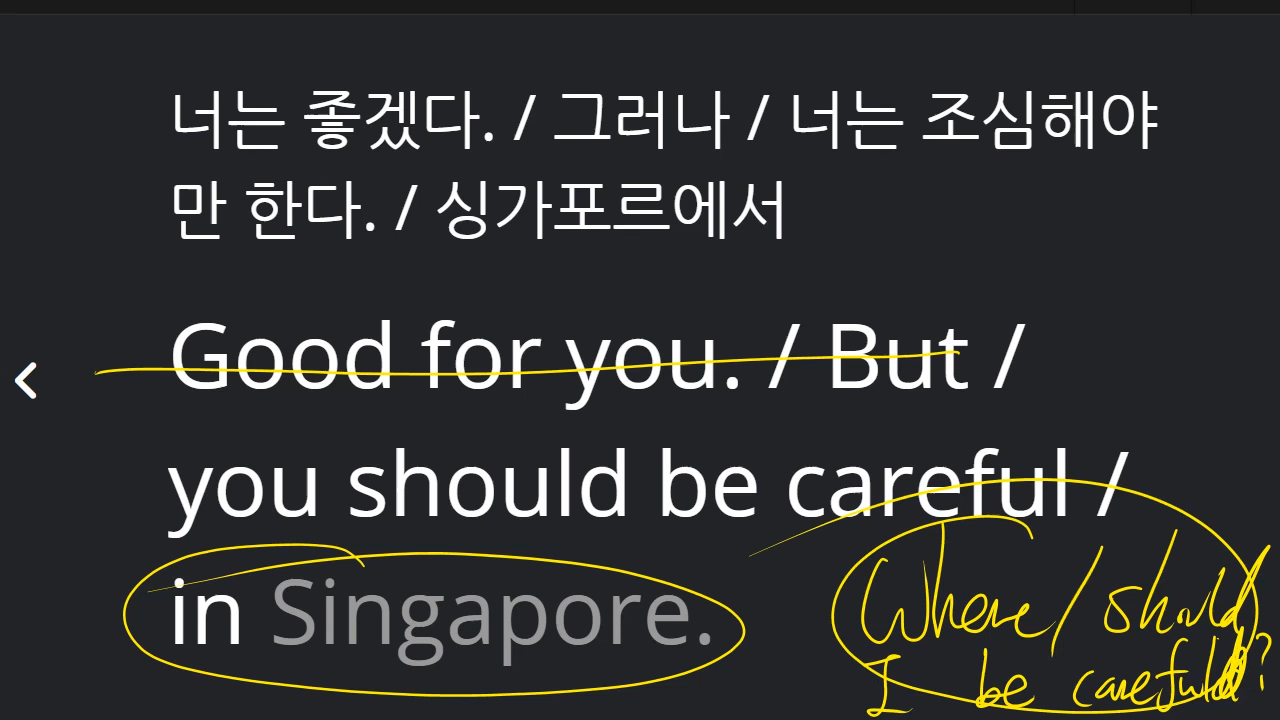 너는 좋겠다. / 그러나 / 너는 조심해야
만 한다. / 싱가포르에서
Good for you. / But /
you should be careful /
in Singapore.
Where / should
I be careful?